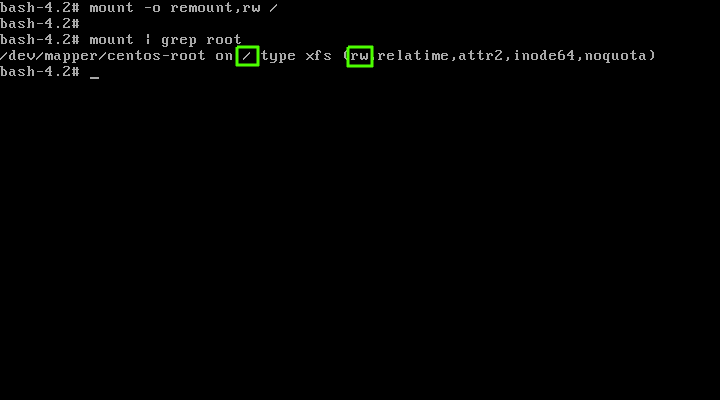 bash-4.2# mount -o remount,rw /
bash-4.2#
bash-4.2# mount | grep root
/dev/mapper/centos-root on / type xfs (rw,relatime,attr2,inode64,noquota)
bash-4.2# _